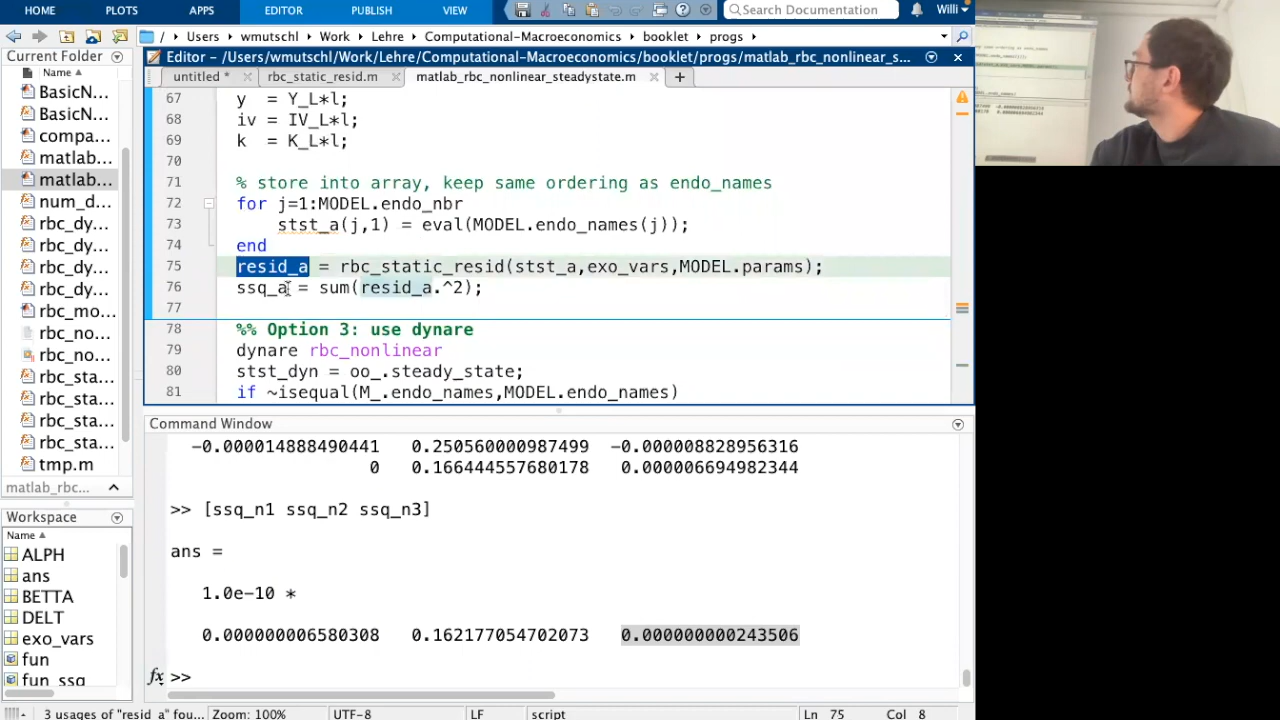 HOME PLOTS APPS EDITOR PUBLISH VIEW Search Documentation Willi
/ Users wmutschl Work Lehre Computational-Macroeconomics booklet progs
Current Folder
Name
BasicN...
BasicN...
compa...
matlab...
matlab...
num_d...
rbc_dy...
rbc_dy...
rbc_dy...
rbc_dy...
rbc_mo...
rbc_no...
rbc_no...
rbc_sta...
rbc_sta...
rbc_sta...
rbc_sta...
tmp.m
matlab_rbc...
Workspace
Name
ALPH
ans
BETTA
DELT
exo_vars
fun
fun_ssq
Editor - /Users/wmutschl/Work/Lehre/Computational-Macroeconomics/booklet/progs/matlab_rbc_nonlinear_s...
untitled * rbc_static_resid.m matlab_rbc_nonlinear_steadystate.m
67 y = Y_L*l;
68 iv = IV_L*l;
69 k = K_L*l;
70
71 % store into array, keep same ordering as endo_names
72 for j=1:MODEL.endo_nbr
73 stst_a(j,1) = eval(MODEL.endo_names(j));
74 end
75 resid_a = rbc_static_resid(stst_a,exo_vars,MODEL.params);
76 ssq_a = sum(resid_a.^2);
77
78 %% Option 3: use dynare
79 dynare rbc_nonlinear
80 stst_dyn = oo_.steady_state;
81 if ~isequal(M_.endo_names,MODEL.endo_names)
Command Window
-0.000014888490441 0.250560000987499 -0.000008828956316
0 0.166444557680178 0.000006694982344
>> [ssq_n1 ssq_n2 ssq_n3]
ans =
1.0e-10 *
0.000000006580308 0.162177054702073 0.000000000243506
fx >>
3 usages of "resid_a" fou... Zoom: 100% UTF-8 LF script Ln 75 Col 8